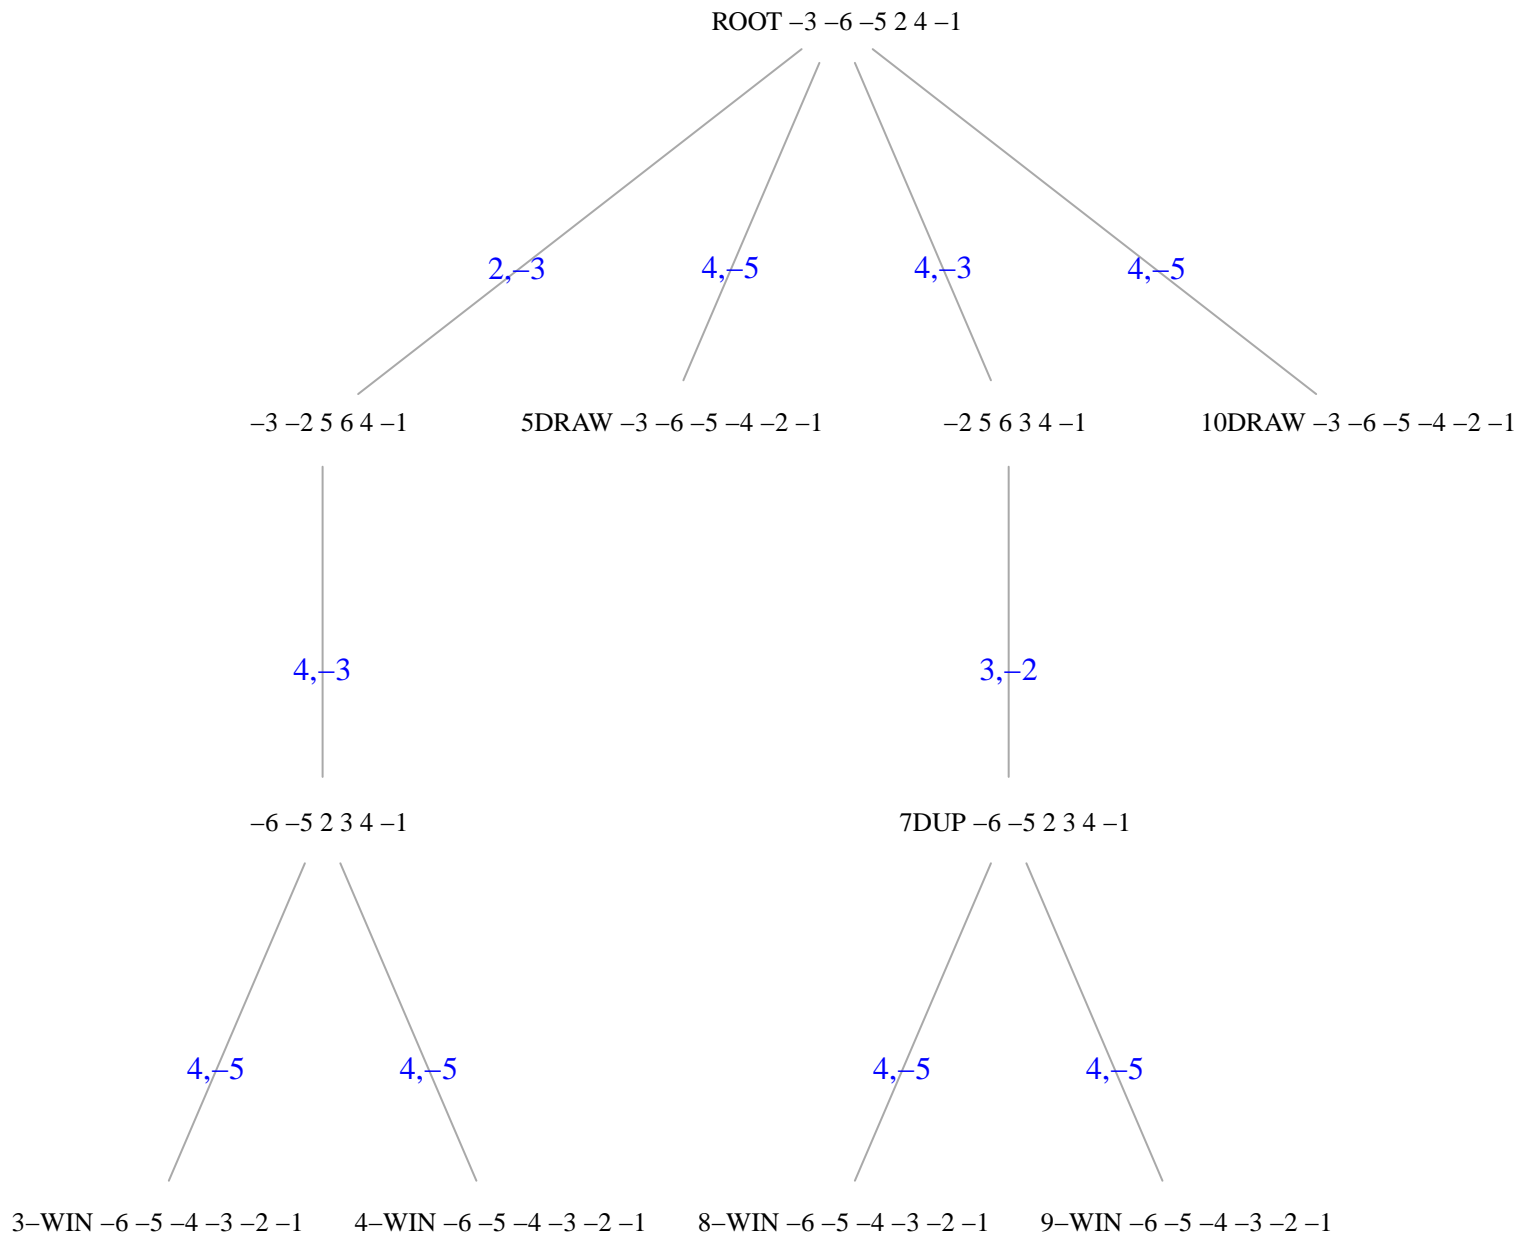 ROOT –3 –6 –5 2 4 –1
2,–3
4,–5
4,–3
4,–5
–3 –2 5 6 4 –1
5DRAW –3 –6 –5 –4 –2 –1
–2 5 6 3 4 –1
10DRAW –3 –6 –5 –4 –2 –1
4,–3
3,–2
–6 –5 2 3 4 –1
7DUP –6 –5 2 3 4 –1
4,–5
4,–5
4,–5
4,–5
3–WIN –6 –5 –4 –3 –2 –1
4–WIN –6 –5 –4 –3 –2 –1
8–WIN –6 –5 –4 –3 –2 –1
9–WIN –6 –5 –4 –3 –2 –1